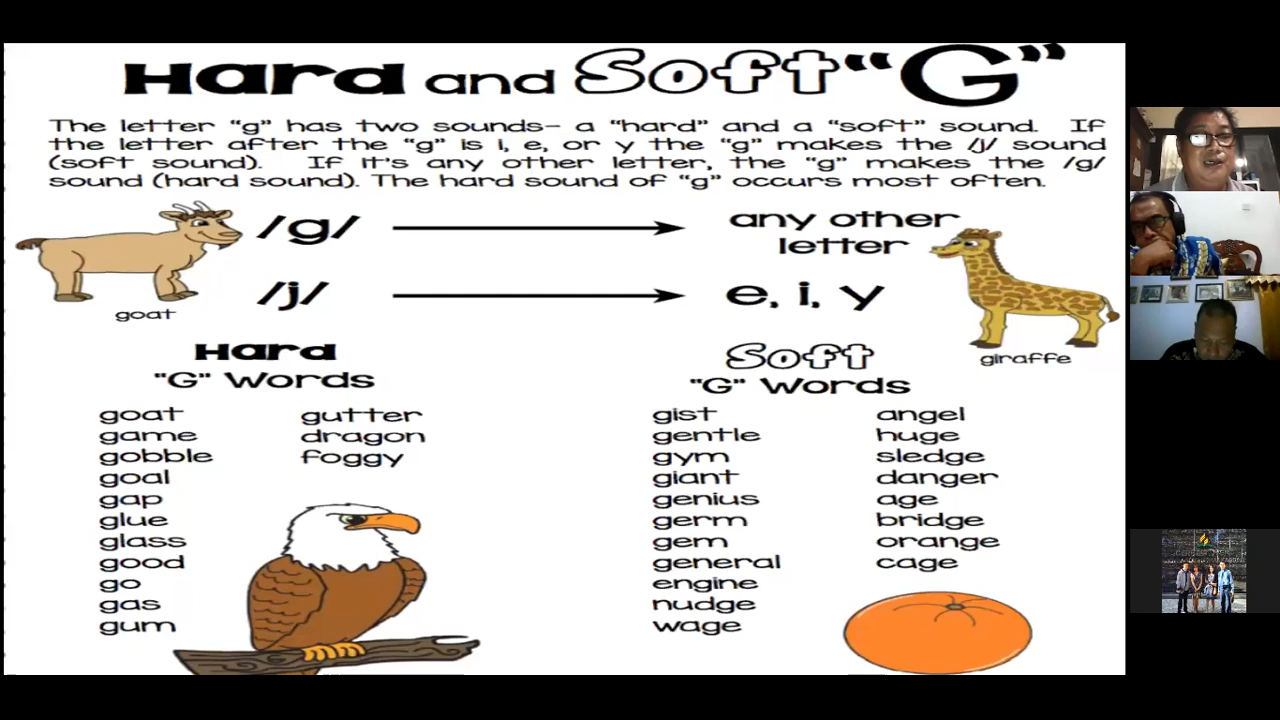 Hard and Soft "G"
The letter "g" has two sounds- a "hard" and a "soft" sound. If
the letter after the "g" is i, e, or y the "g" makes the /j/ sound
(soft sound). If it's any other letter, the "g" makes the /g/
sound (hard sound). The hard sound of "g" occurs most often.
/g/
any other
letter
/j/
e, i, y
goat
giraffe
Hard
"G" Words
goat
game
gobble
goal
gap
glue
glass
good
go
gas
gum
gutter
dragon
foggy
Soft
"G" Words
gist
gentle
gym
giant
genius
germ
gem
general
engine
nudge
wage
angel
huge
sledge
danger
age
bridge
orange
cage